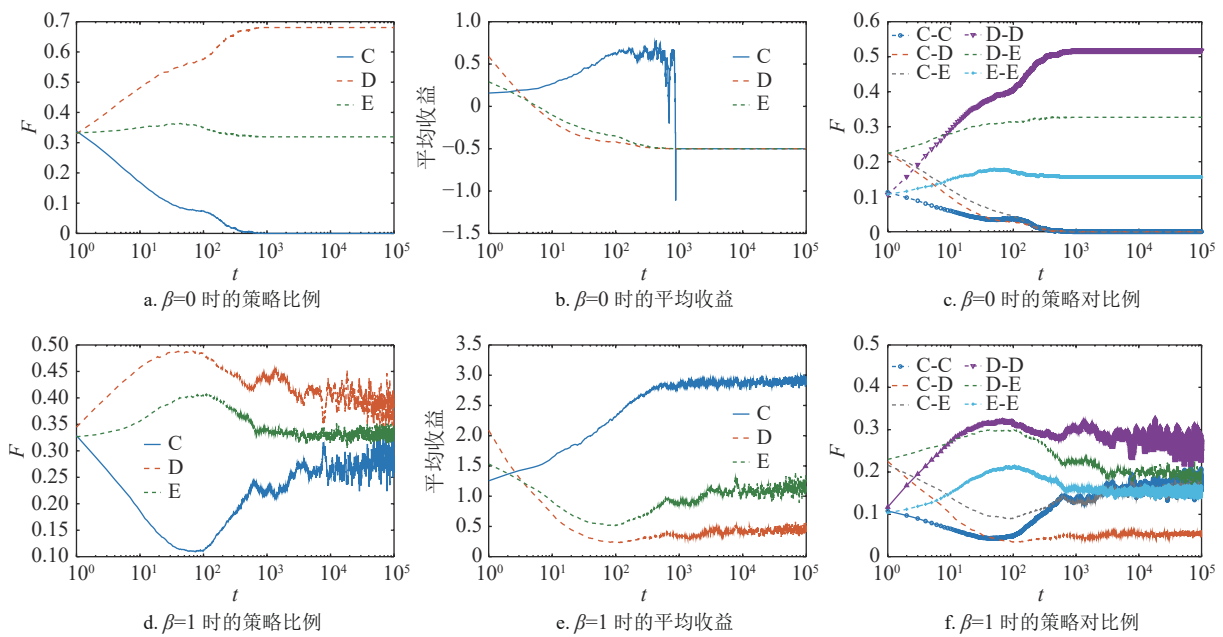 0.7
0.6
0.5
0.4
0.3
0.2
0.1
0
F
C
D
E
10⁰ 10¹ 10² 10³ 10⁴ 10⁵
t
a. β=0 时的策略比例
1.0
0.5
0
−0.5
−1.0
−1.5
平均收益
C
D
E
10⁰ 10¹ 10² 10³ 10⁴ 10⁵
t
b. β=0 时的平均收益
0.6
0.5
0.4
0.3
0.2
0.1
0
F
C-C D-D
C-D D-E
C-E E-E
10⁰ 10¹ 10² 10³ 10⁴ 10⁵
t
c. β=0 时的策略对比例
0.50
0.45
0.40
0.35
0.30
0.25
0.20
0.15
0.10
F
C
D
E
10⁰ 10¹ 10² 10³ 10⁴ 10⁵
t
d. β=1 时的策略比例
3.5
3.0
2.5
2.0
1.5
1.0
0.5
0
平均收益
C
D
E
10⁰ 10¹ 10² 10³ 10⁴ 10⁵
t
e. β=1 时的平均收益
0.5
0.4
0.3
0.2
0.1
0
F
C-C D-D
C-D D-E
C-E E-E
10⁰ 10¹ 10² 10³ 10⁴ 10⁵
t
f. β=1 时的策略对比例